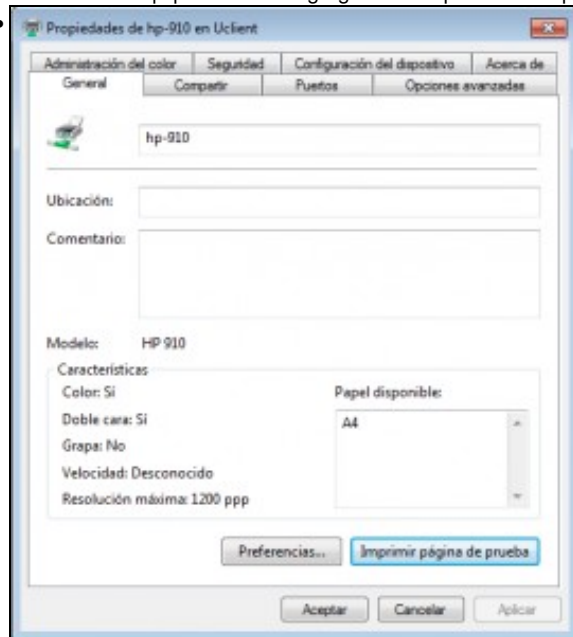 Propiedades de hp-910 en Uclient
Administración del color Seguridad Configuración del dispositivo Acerca de
General Compartir Puertos Opciones avanzadas
hp-910
Ubicación:
Comentario:
Modelo: HP 910
Características
Color: Sí Papel disponible:
Doble cara: Sí A4
Grapa: No
Velocidad: Desconocido
Resolución máxima: 1200 ppp
Preferencias... Imprimir página de prueba
Aceptar Cancelar Aplicar